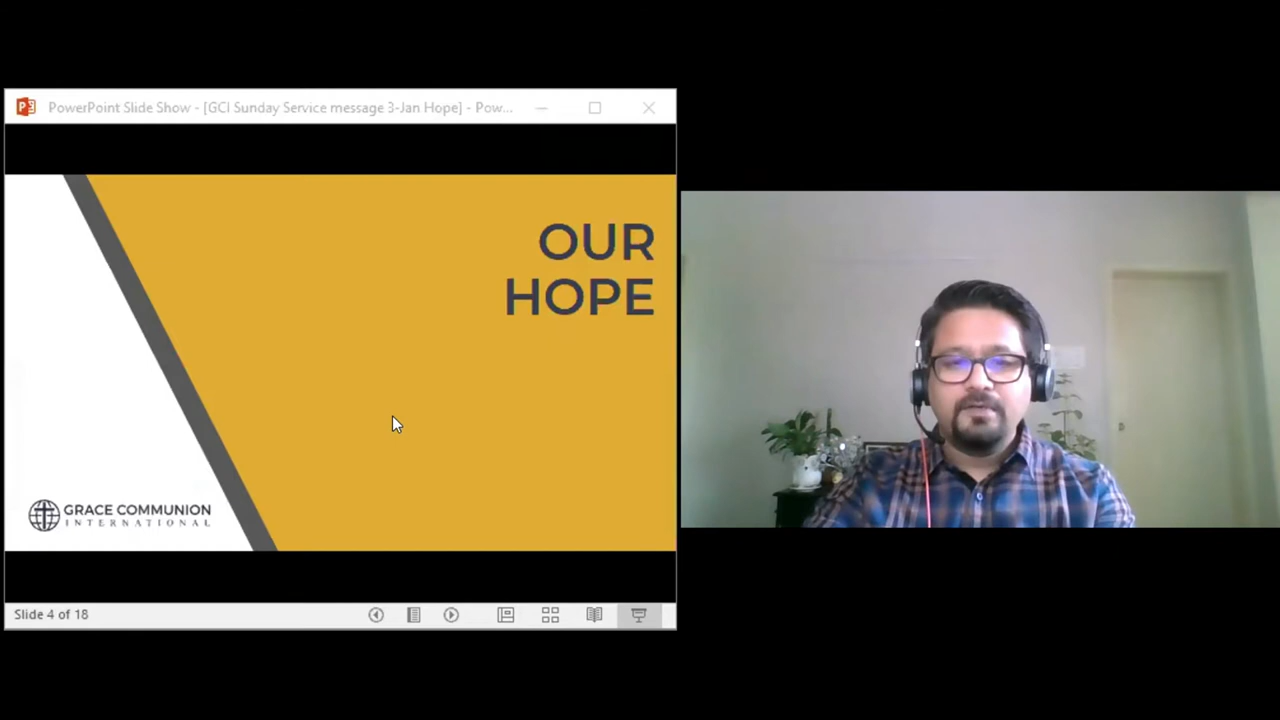 PowerPoint Slide Show - [GCI Sunday Service message 3-Jan Hope] - Pow...
OUR
HOPE
GRACE COMMUNION
INTERNATIONAL
Slide 4 of 18